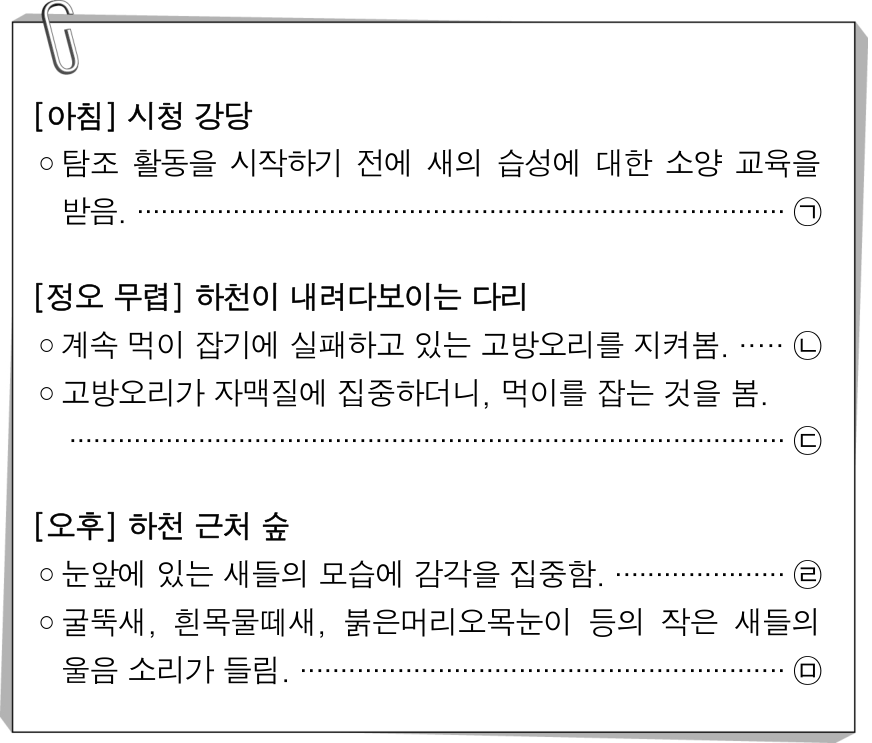 [아침] 시청 강당
○ 탐조 활동을 시작하기 전에 새의 습성에 대한 소양 교육을
받음. ················································································ ㉠
[정오 무렵] 하천이 내려다보이는 다리
○ 계속 먹이 잡기에 실패하고 있는 고방오리를 지켜봄. ····· ㉡
○ 고방오리가 자맥질에 집중하더니, 먹이를 잡는 것을 봄.
························································································ ㉢
[오후] 하천 근처 숲
○ 눈앞에 있는 새들의 모습에 감각을 집중함. ····················· ㉣
○ 굴뚝새, 흰목물떼새, 붉은머리오목눈이 등의 작은 새들의
울음 소리가 들림. ···························································· ㉤